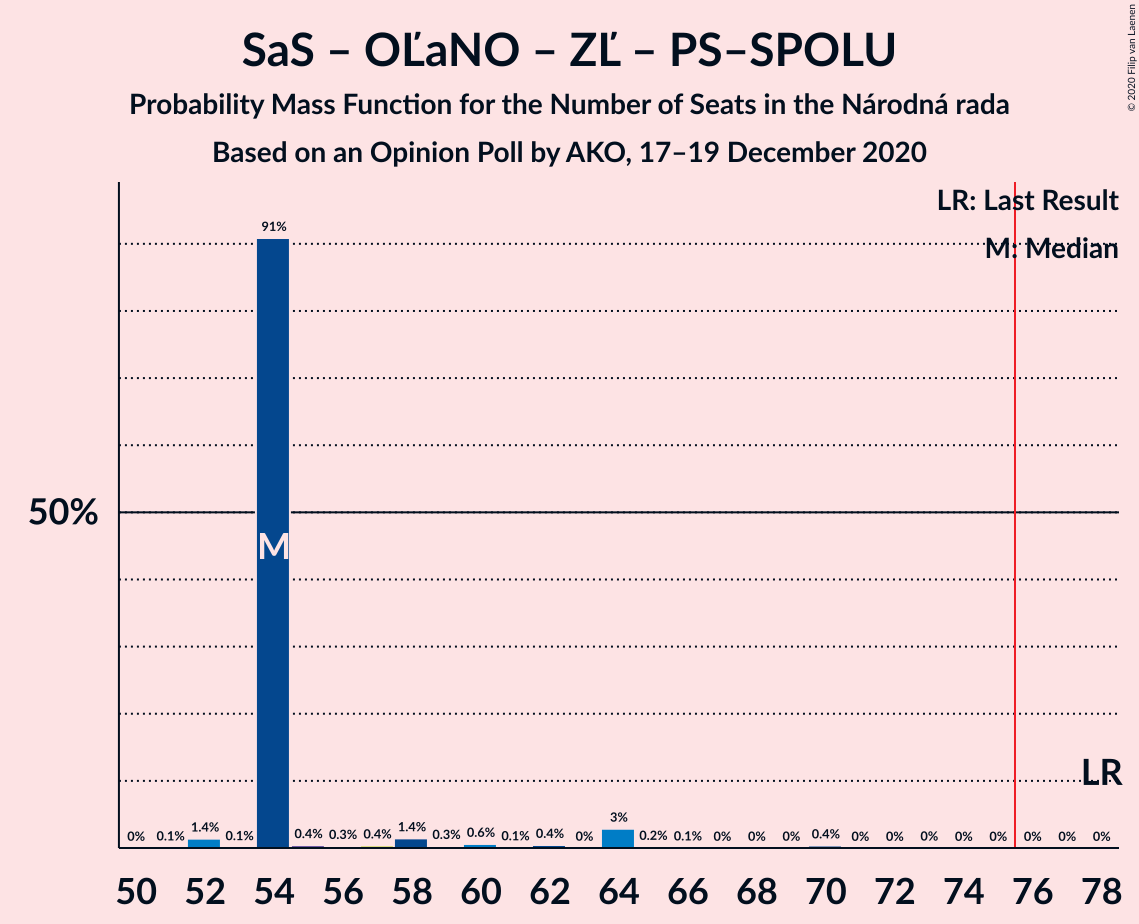 SaS – OĽaNO – ZĽ – PS–SPOLU
Probability Mass Function for the Number of Seats in the Národná rada
Based on an Opinion Poll by AKO, 17–19 December 2020
© 2020 Filip van Laenen
LR: Last Result
M: Median
91%
50%
M
LR
0% 0.1% 1.4% 0.1% 0.4% 0.3% 0.4% 1.4% 0.3% 0.6% 0.1% 0.4% 0% 3% 0.2% 0.1% 0% 0% 0% 0.4% 0% 0% 0% 0% 0% 0% 0% 0%
50 52 54 56 58 60 62 64 66 68 70 72 74 76 78